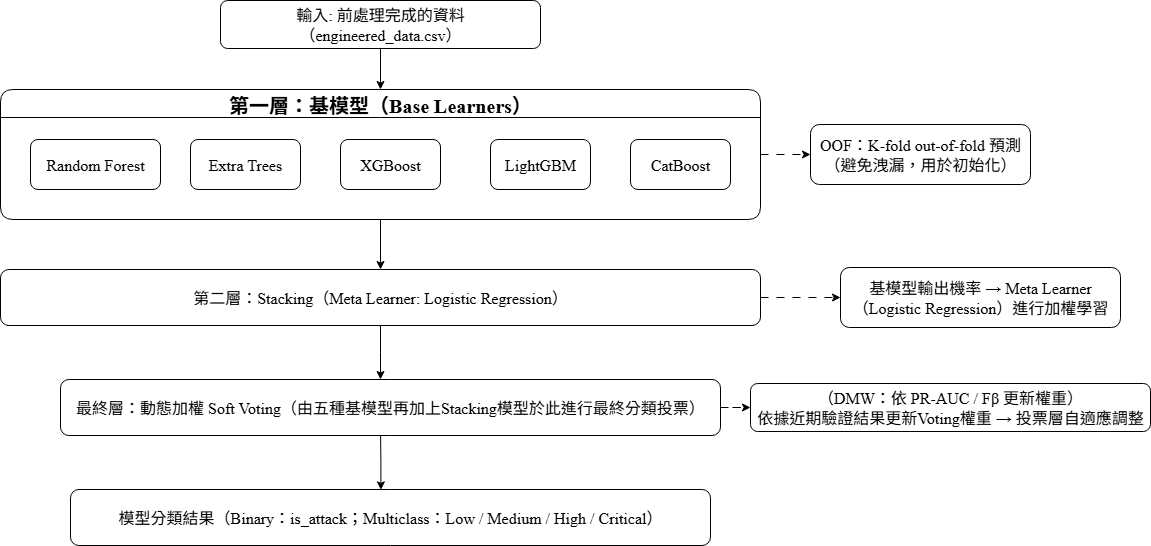 輸入: 前處理完成的資料
（engineered_data.csv）
第一層：基模型（Base Learners）
Random Forest
Extra Trees
XGBoost
LightGBM
CatBoost
OOF：K-fold out-of-fold 預測
（避免洩漏，用於初始化）
第二層：Stacking（Meta Learner: Logistic Regression）
基模型輸出機率 → Meta Learner
（Logistic Regression）進行加權學習
最終層：動態加權 Soft Voting（由五種基模型再加上Stacking模型於此進行最終分類投票）
（DMW：依 PR-AUC / Fβ 更新權重）
依據近期驗證結果更新Voting權重 → 投票層自適應調整
模型分類結果（Binary：is_attack；Multiclass：Low / Medium / High / Critical）